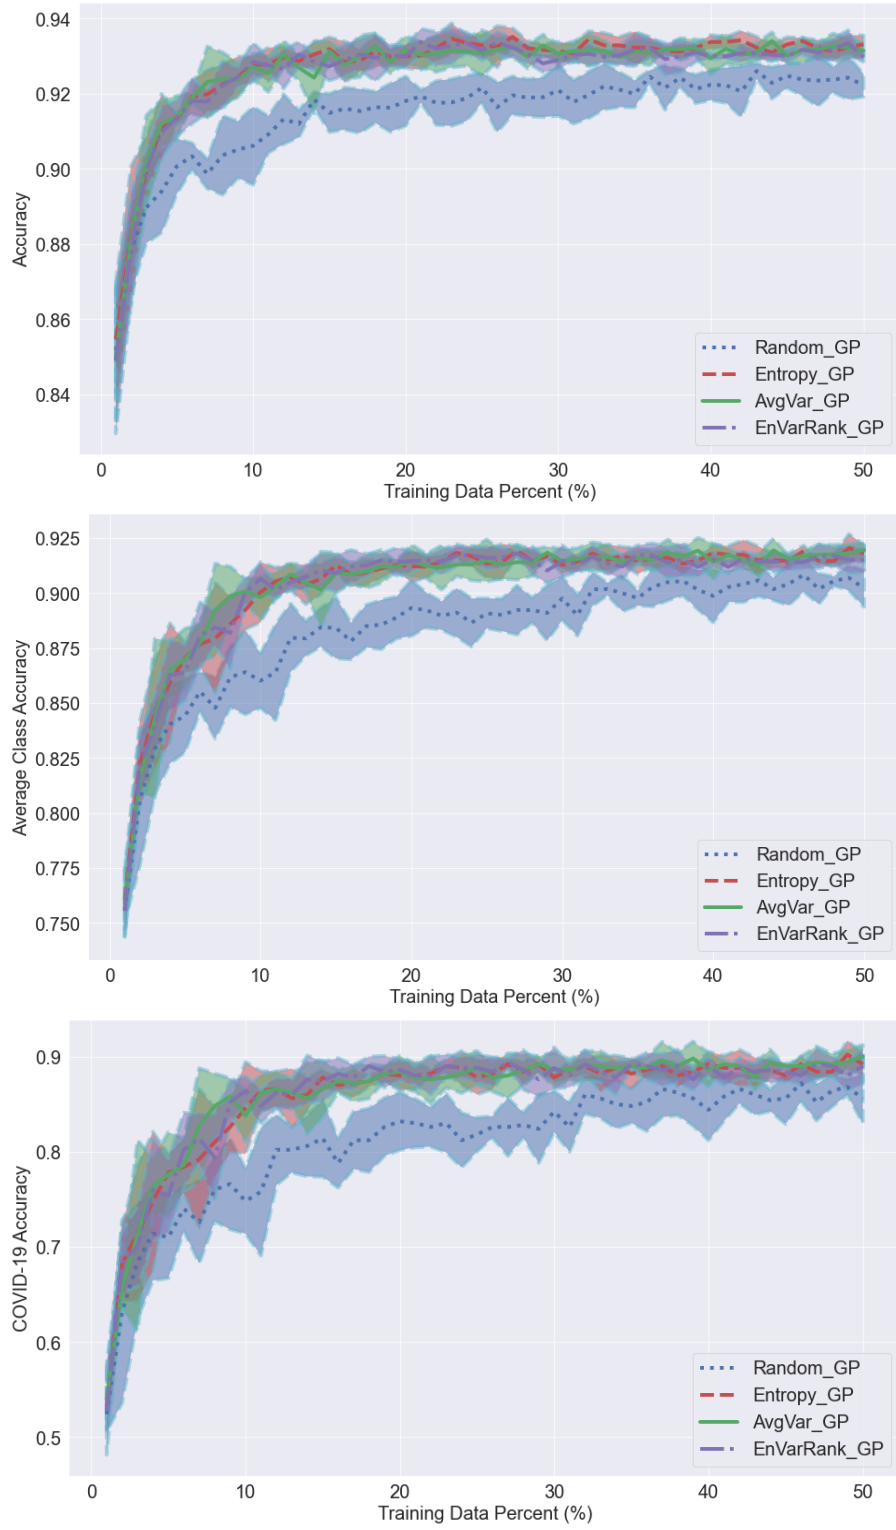 0.94
0.92
0.90
0.88
0.86
0.84
Accuracy
Random_GP
Entropy_GP
AvgVar_GP
EnVarRank_GP
0 10 20 30 40 50
Training Data Percent (%)
0.925
0.900
0.875
0.850
0.825
0.800
0.775
0.750
Average Class Accuracy
Random_GP
Entropy_GP
AvgVar_GP
EnVarRank_GP
0 10 20 30 40 50
Training Data Percent (%)
0.9
0.8
0.7
0.6
0.5
COVID-19 Accuracy
Random_GP
Entropy_GP
AvgVar_GP
EnVarRank_GP
0 10 20 30 40 50
Training Data Percent (%)